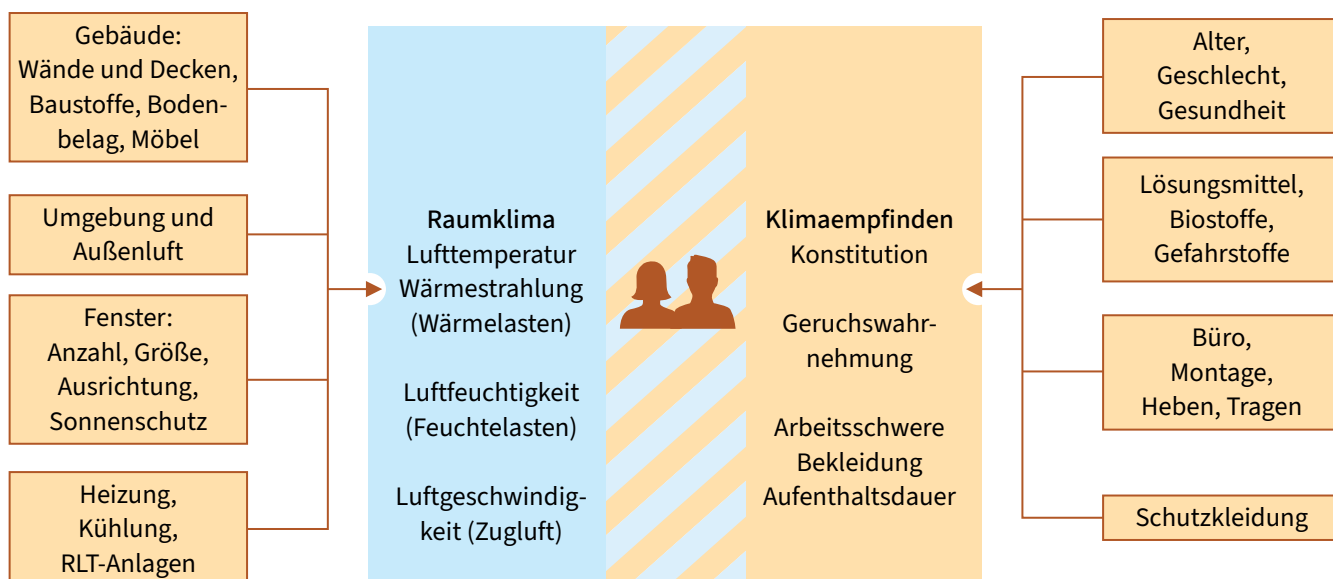 Gebäude:
Wände und Decken,
Baustoffe, Boden-
belag, Möbel
Umgebung und
Außenluft
Fenster:
Anzahl, Größe,
Ausrichtung,
Sonnenschutz
Heizung,
Kühlung,
RLT-Anlagen
Raumklima
Lufttemperatur
Wärmestrahlung
(Wärmelasten)
Luftfeuchtigkeit
(Feuchtelasten)
Luftgeschwindig-
keit (Zugluft)
Klimaempfinden
Konstitution
Geruchswahr-
nehmung
Arbeitsschwere
Bekleidung
Aufenthaltsdauer
Alter,
Geschlecht,
Gesundheit
Lösungsmittel,
Biostoffe,
Gefahrstoffe
Büro,
Montage,
Heben, Tragen
Schutzkleidung